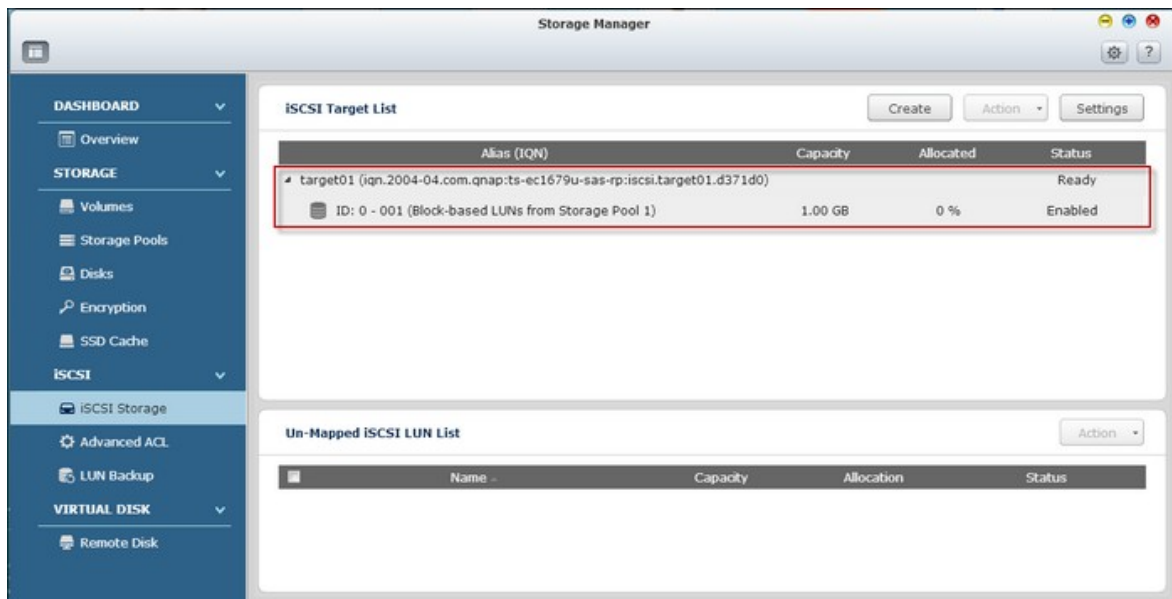 Storage Manager
?
DASHBOARD
Overview
STORAGE
Volumes
Storage Pools
Disks
Encryption
SSD Cache
iSCSI
iSCSI Storage
Advanced ACL
LUN Backup
VIRTUAL DISK
Remote Disk
iSCSI Target List Create Action Settings
Alias (IQN) Capacity Allocated Status
target01 (iqn.2004-04.com.qnap:ts-ec1679u-sas-rp:iscsi.target01.d371d0) Ready
ID: 0 - 001 (Block-based LUNs from Storage Pool 1) 1.00 GB 0 % Enabled
Un-Mapped iSCSI LUN List Action
Name Capacity Allocation Status